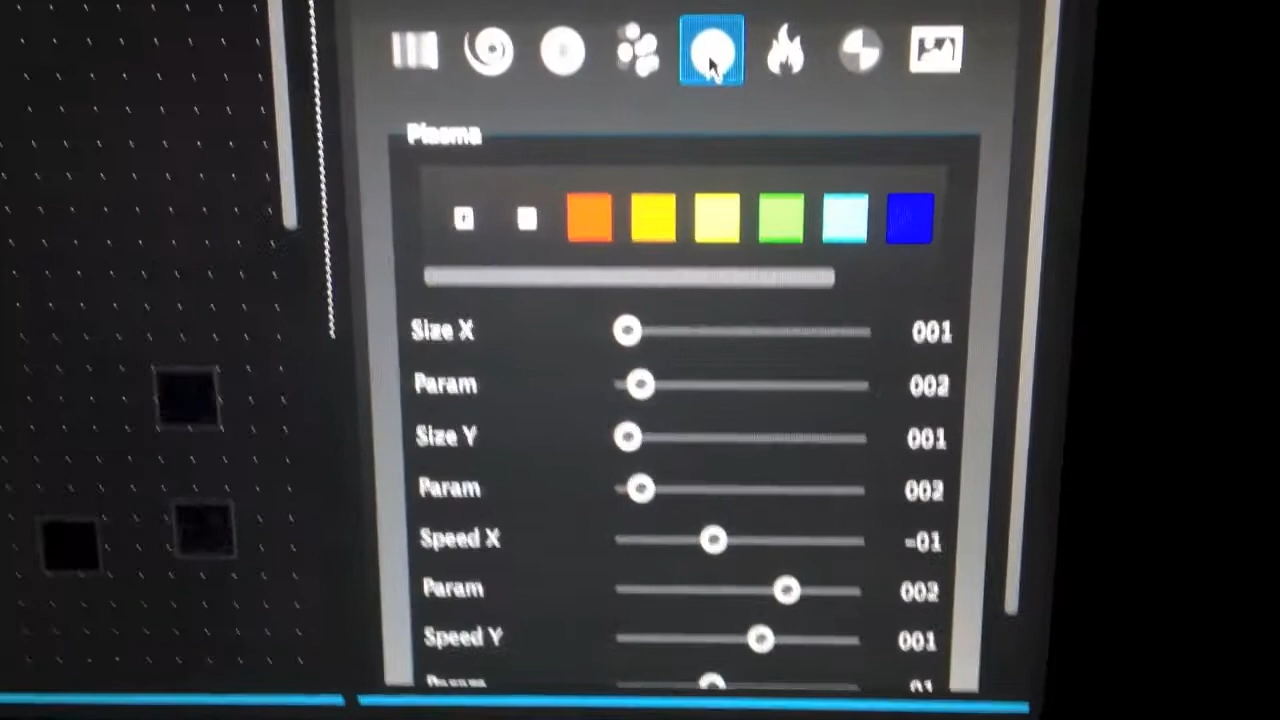 Plasma
Size X 001
Param 002
Size Y 001
Param 002
Speed X -01
Param 002
Speed Y 001